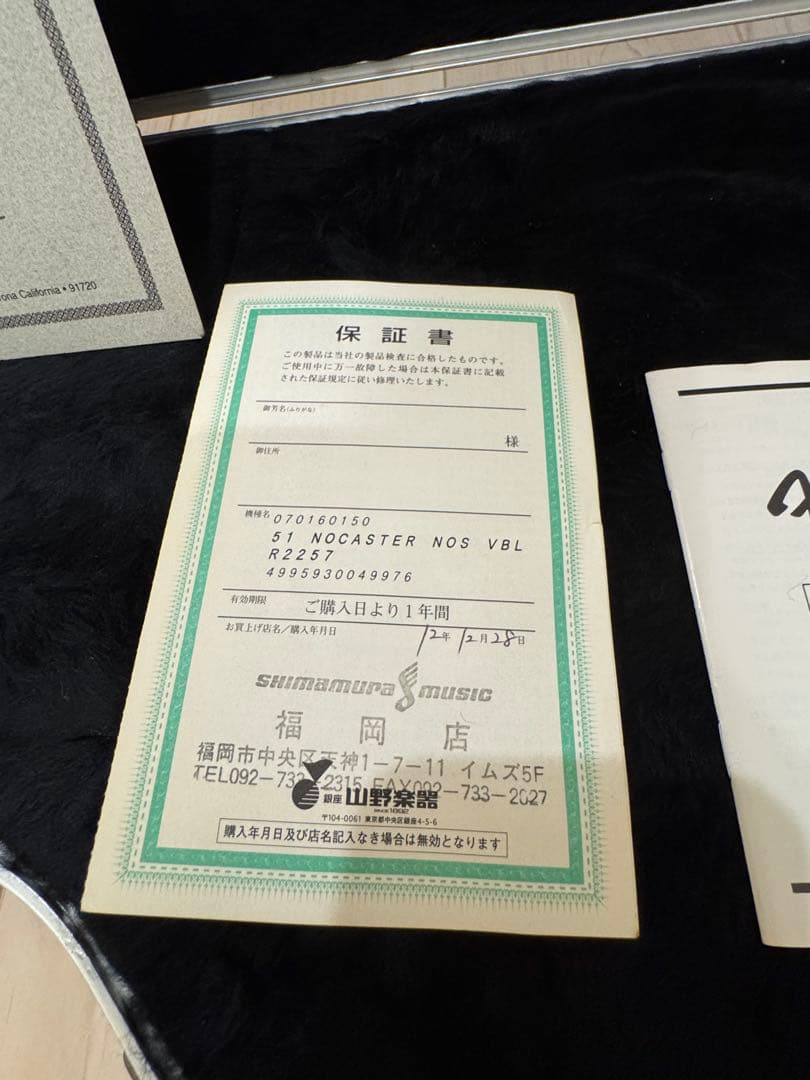 ona California • 91720
保証書
この製品は当社の製品検査に合格したものです。
ご使用中に万一故障した場合は本保証書に記載
された保証規定に従い修理いたします。
御芳名(ふりがな)
様
御住所
機種名 070160150
51 NOCASTER NOS VBL
R2257
4995930049976
有効期限 ご購入日より1年間
お買上げ店名/購入年月日 12年12月28日
SHIMAMURA MUSIC
福岡店
福岡市中央区天神1-7-11 イムズ5F
TEL092-733-2315 FAX092-733-2027
銀座 山野楽器
SINCE 1892
〒104-0061 東京都中央区銀座4-5-6
購入年月日及び店名記入なき場合は無効となります